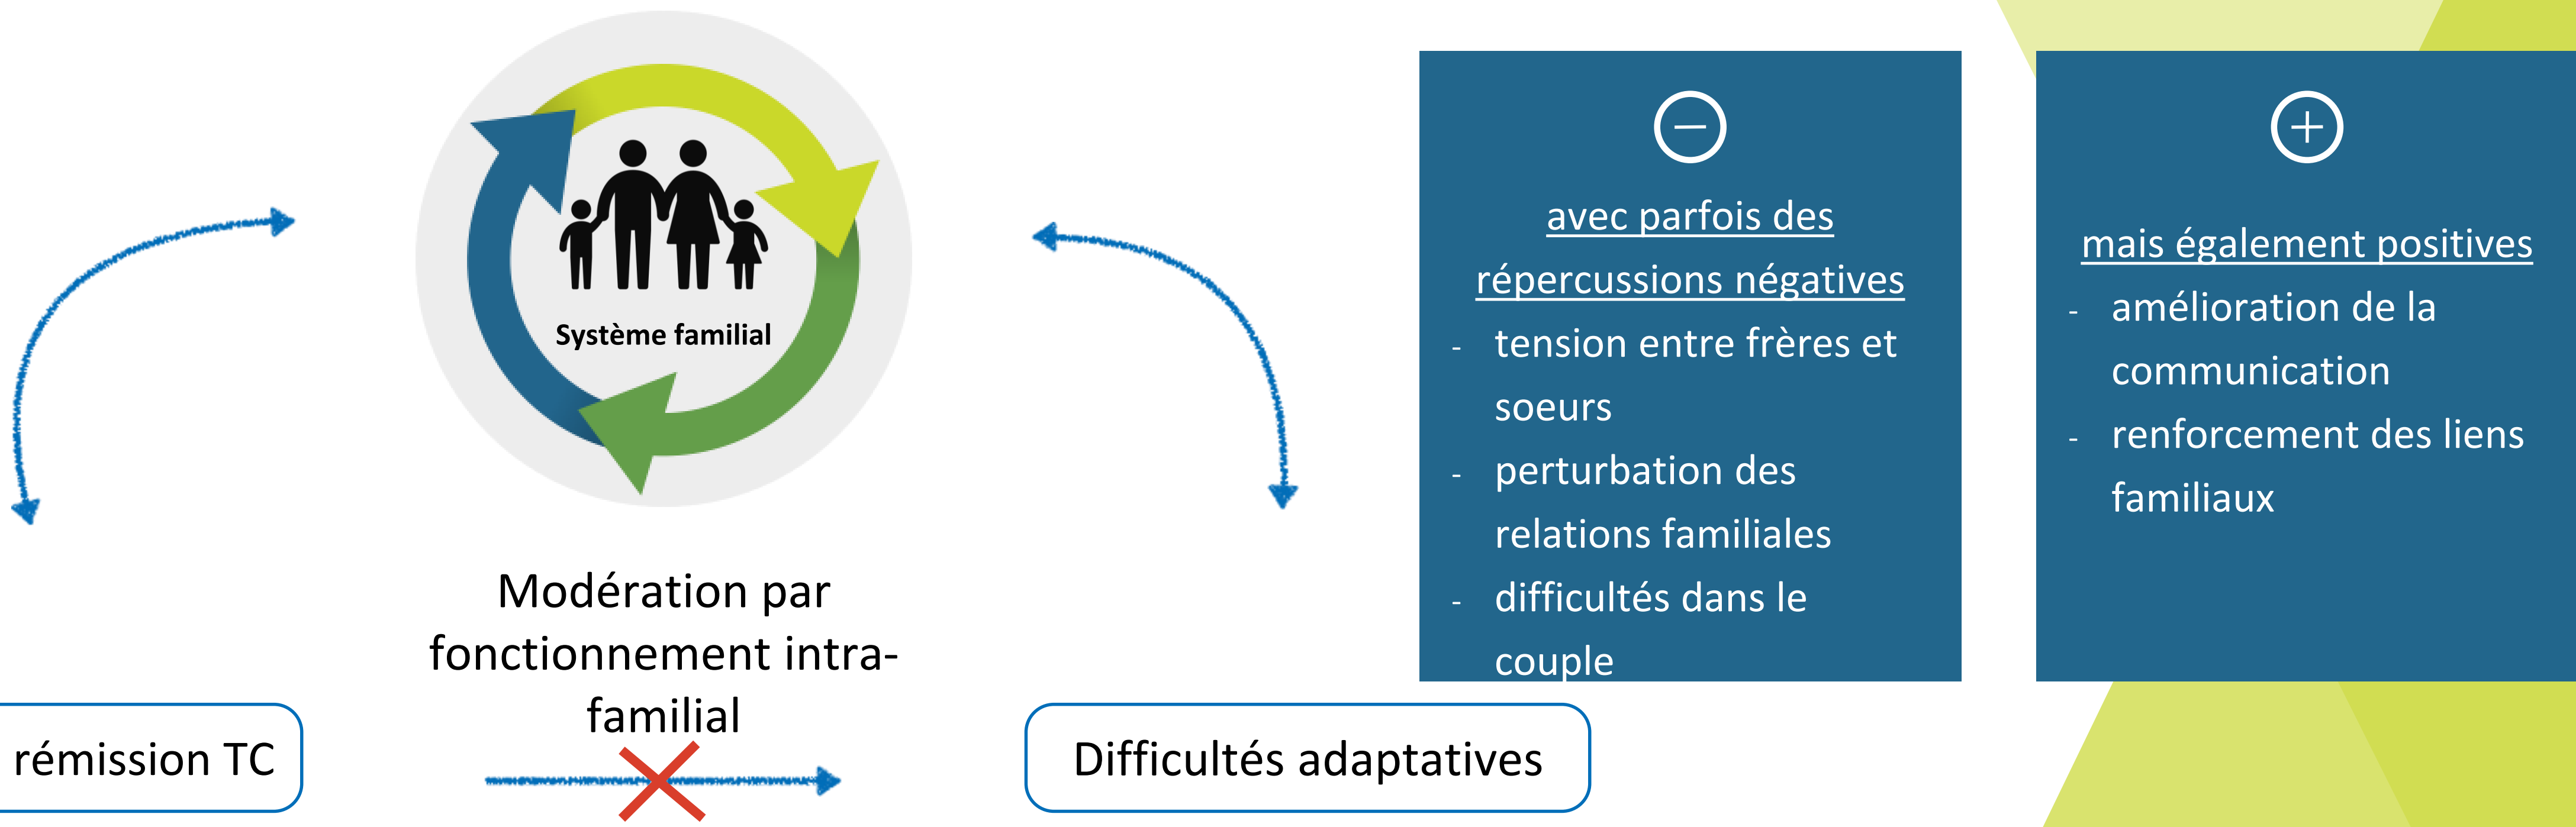 Système familial
Modération par
fonctionnement intra-
familial
rémission TC
Difficultés adaptatives
avec parfois des
répercussions négatives
- tension entre frères et
soeurs
- perturbation des
relations familiales
- difficultés dans le
couple
mais également positives
- amélioration de la
communication
- renforcement des liens
familiaux